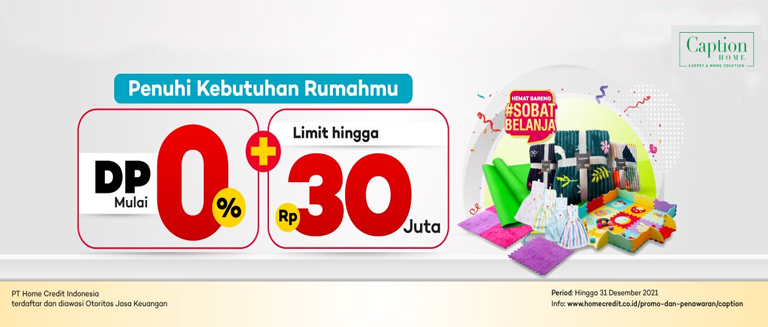 Caption
HOME
CARPET & HOME SOLUTION
Penuhi Kebutuhan Rumahmu
DP
Mulai
0
%
+
Limit hingga
Rp
30
Juta
HEMAT BARENG
#SOBAT
BELANJA
PT Home Credit Indonesia
terdaftar dan diawasi Otoritas Jasa Keuangan
Period: Hingga 31 Desember 2021
Info: www.homecredit.co.id/promo-dan-penawaran/caption